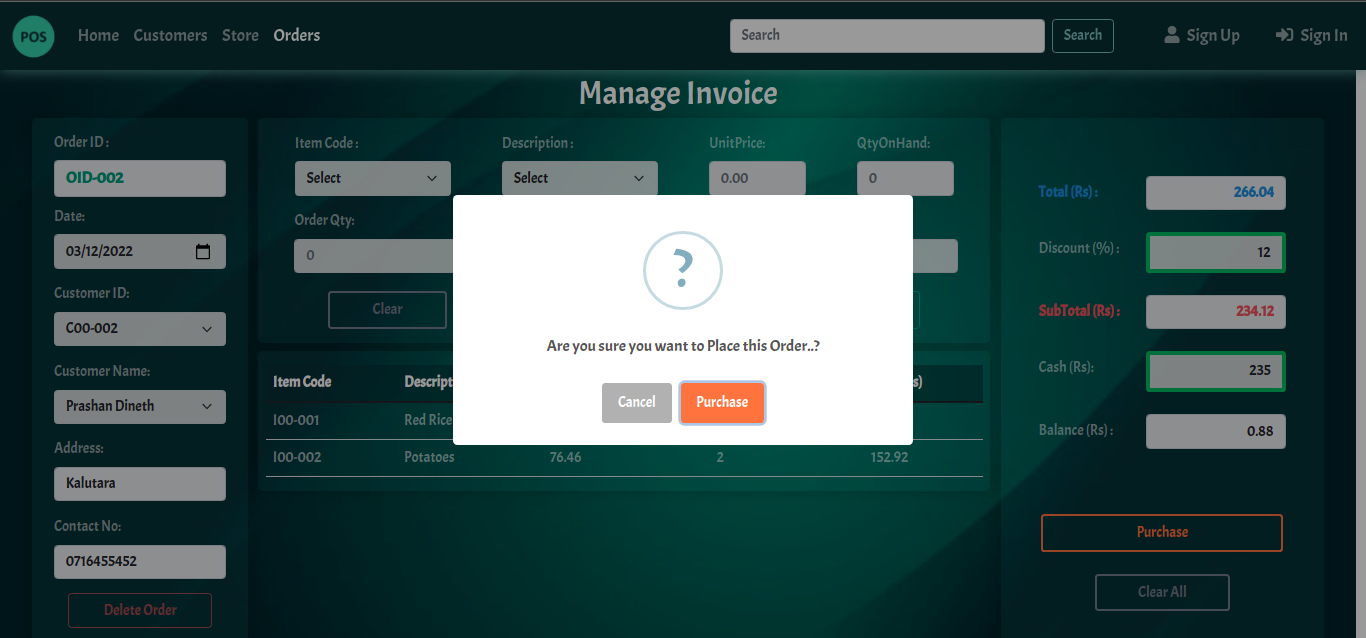 POS Home Customers Store Orders Search Search Sign Up Sign In
Manage Invoice
Order ID :
OID-002
Date:
03/12/2022
Customer ID:
C00-002
Customer Name:
Prashan Dineth
Address:
Kalutara
Contact No:
0716455452
Delete Order
Item Code : Description : UnitPrice: QtyOnHand:
Select Select 0.00 0
Order Qty:
0
Clear
Are you sure you want to Place this Order..?
Cancel Purchase
Item Code
I00-001 Red Rice
I00-002 Potatoes 76.46 2 152.92
Total (Rs) : 266.04
Discount (%) : 12
SubTotal (Rs) : 234.12
Cash (Rs): 235
Balance (Rs) : 0.88
Purchase
Clear All